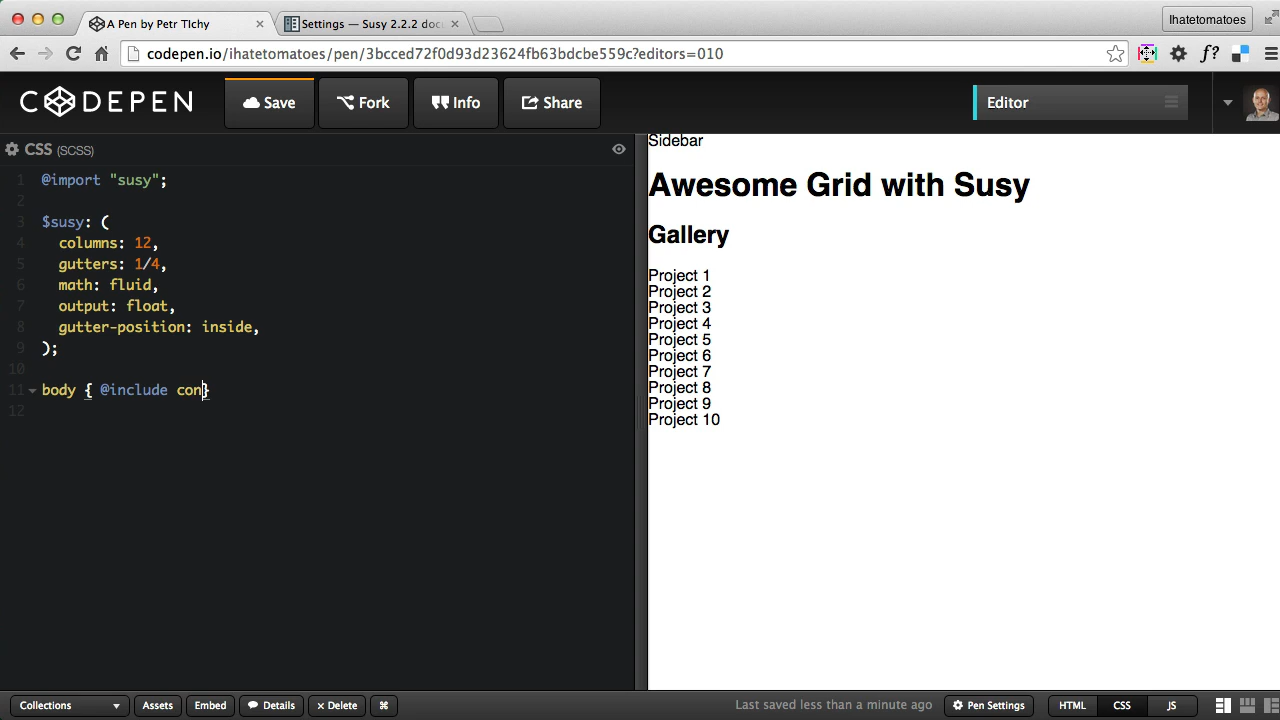 A Pen by Petr Tichy
Settings — Susy 2.2.2 doc
Ihatetomatoes
codepen.io/ihatetomatoes/pen/3bcced72f0d93d23624fb63bdcbe559c?editors=010
f?
CODEPEN
Save
Fork
Info
Share
Editor
CSS (SCSS)
1 @import "susy";
2
3 $susy: (
4 columns: 12,
5 gutters: 1/4,
6 math: fluid,
7 output: float,
8 gutter-position: inside,
9 );
10
11 body { @include con}
12
Sidebar
Awesome Grid with Susy
Gallery
Project 1
Project 2
Project 3
Project 4
Project 5
Project 6
Project 7
Project 8
Project 9
Project 10
Collections
Assets
Embed
Details
× Delete
⌘
Last saved less than a minute ago
Pen Settings
HTML
CSS
JS